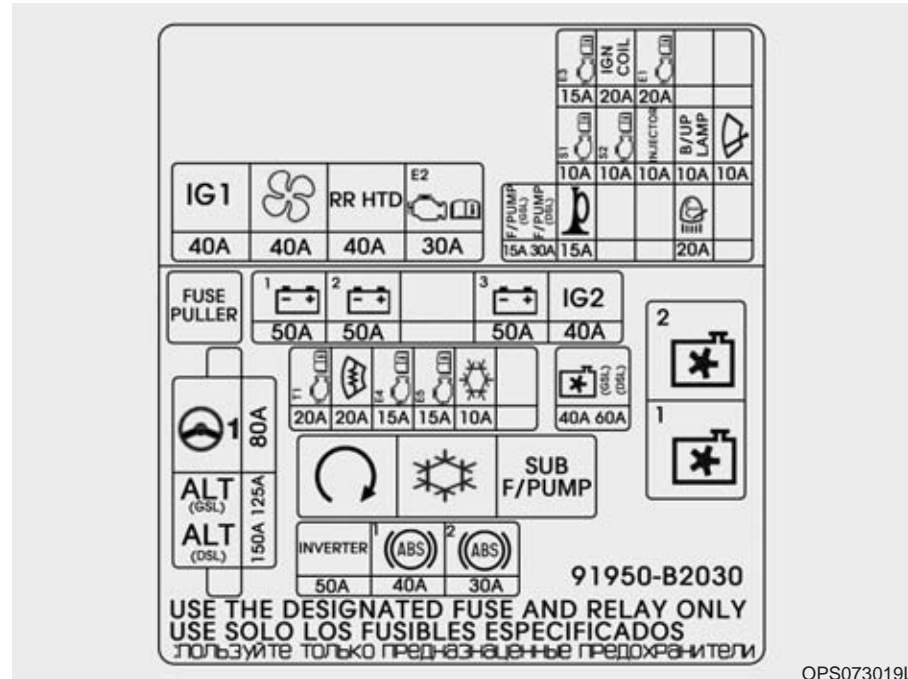 E3 IGN COIL E1
15A 20A 20A
S1 S2 INJECTOR B/UP LAMP
10A 10A 10A 10A 10A
IG1 RR HTD E2
40A 40A 40A 30A
F/PUMP (GSL) F/PUMP (DSL)
15A 30A 15A 20A
FUSE PULLER
1 2 3 IG2
50A 50A 50A 40A
T1 E4 E5
20A 20A 15A 15A 10A
(GSL) (DSL)
40A 60A
2
1
1 80A
ALT (GSL) 125A
ALT (DSL) 150A
SUB F/PUMP
INVERTER 1 (ABS) 2 (ABS)
50A 40A 30A
91950-B2030
USE THE DESIGNATED FUSE AND RELAY ONLY
USE SOLO LOS FUSIBLES ESPECIFICADOS
только предназначенные предохранители
OPS073019L